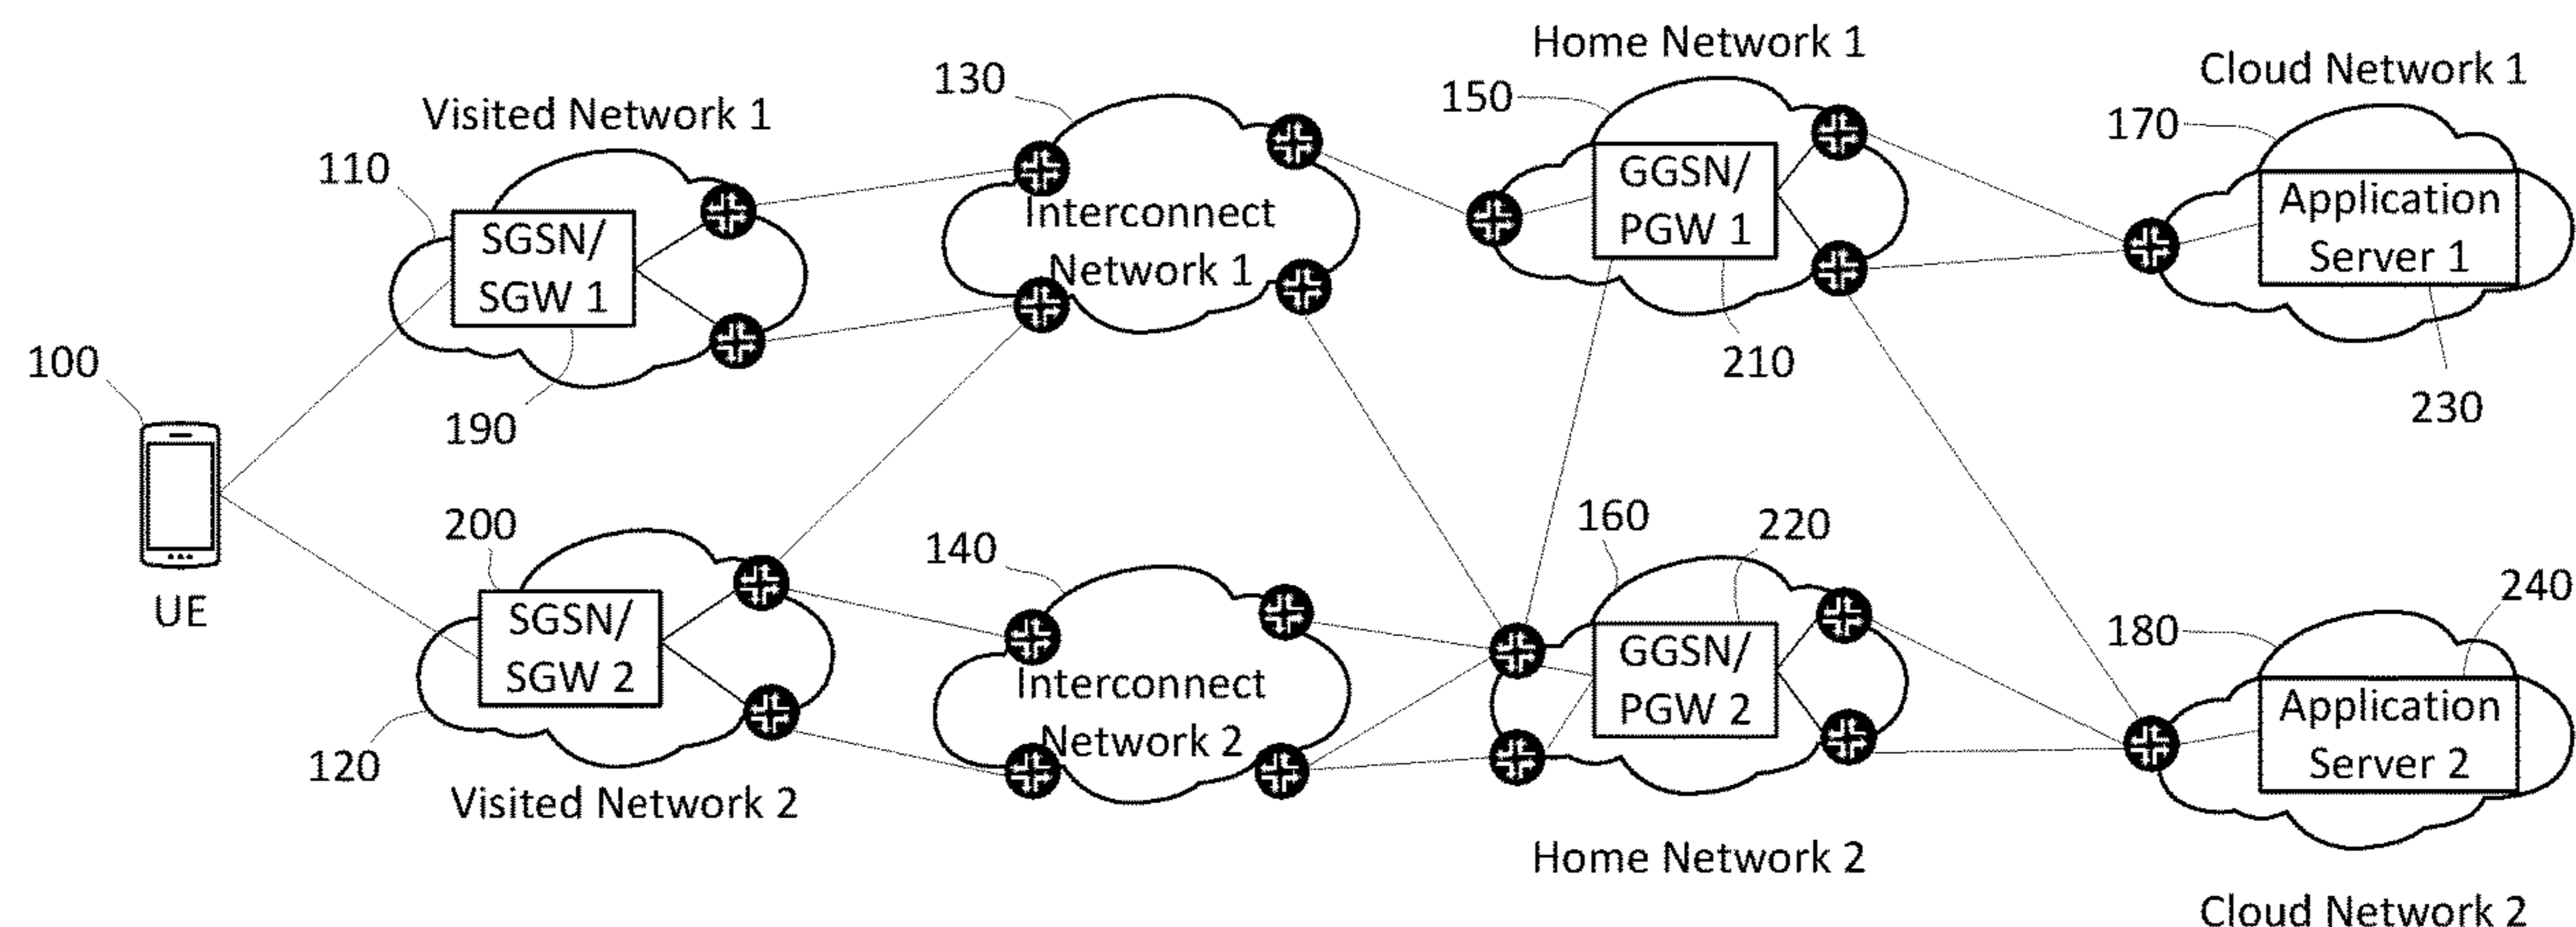 Home Network 1
Cloud Network 1
130
150
Visited Network 1
170
110
GGSN/
PGW 1
Interconnect
Network 1
Application
Server 1
SGSN/
SGW 1
100
210
230
190
UE
200
140
160
220
240
180
SGSN/
SGW 2
GGSN/
PGW 2
Interconnect
Network 2
Application
Server 2
120
Visited Network 2
Home Network 2
Cloud Network 2